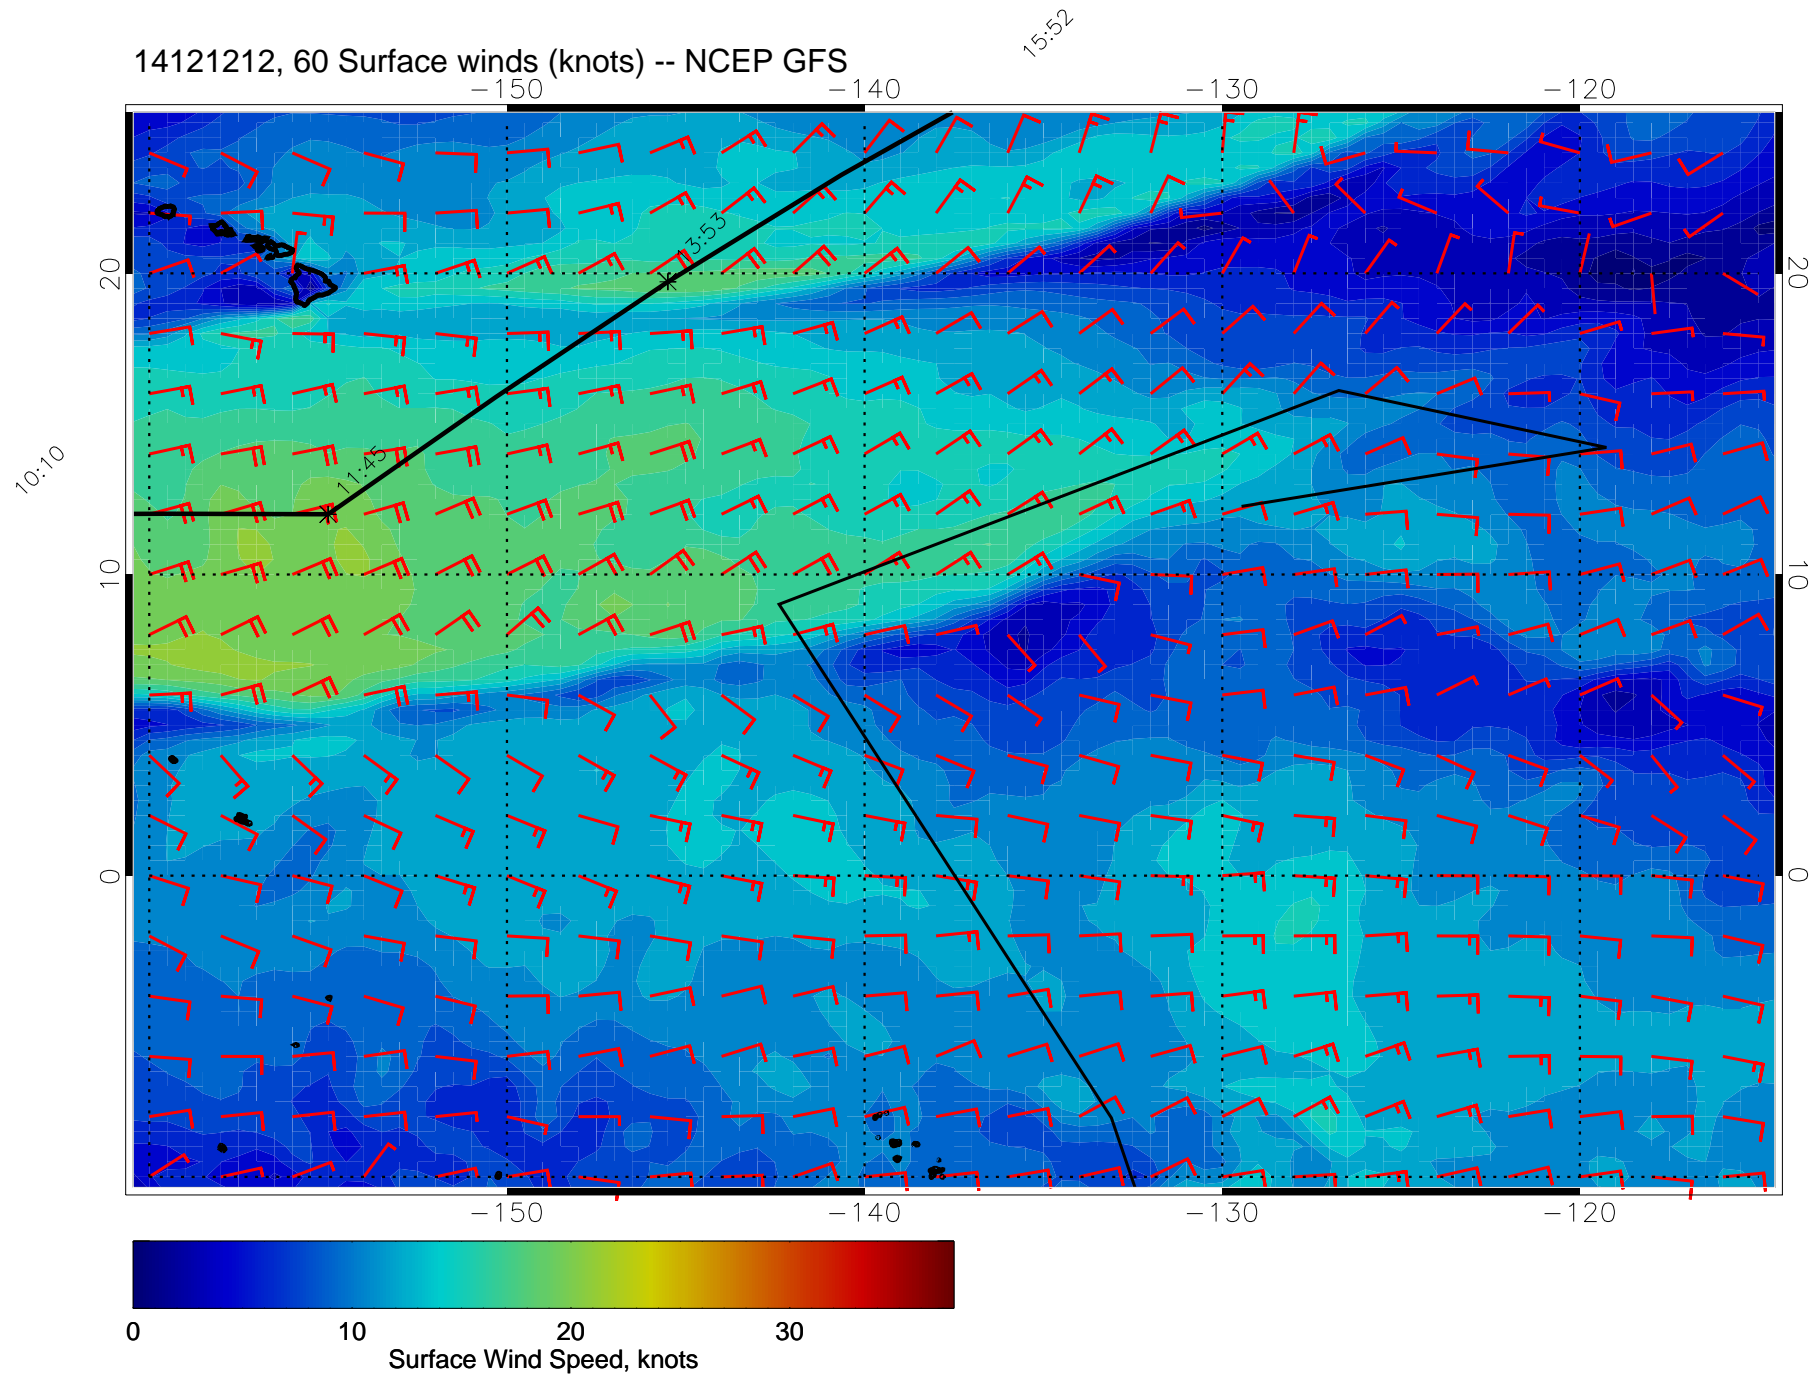 15:52
14121212, 60 Surface winds (knots) -- NCEP GFS
-150 -140 -130 -120
13:53
20 20
11:45
10:10
10 10
0 0
-150 -140 -130 -120
0 10 20 30
Surface Wind Speed, knots